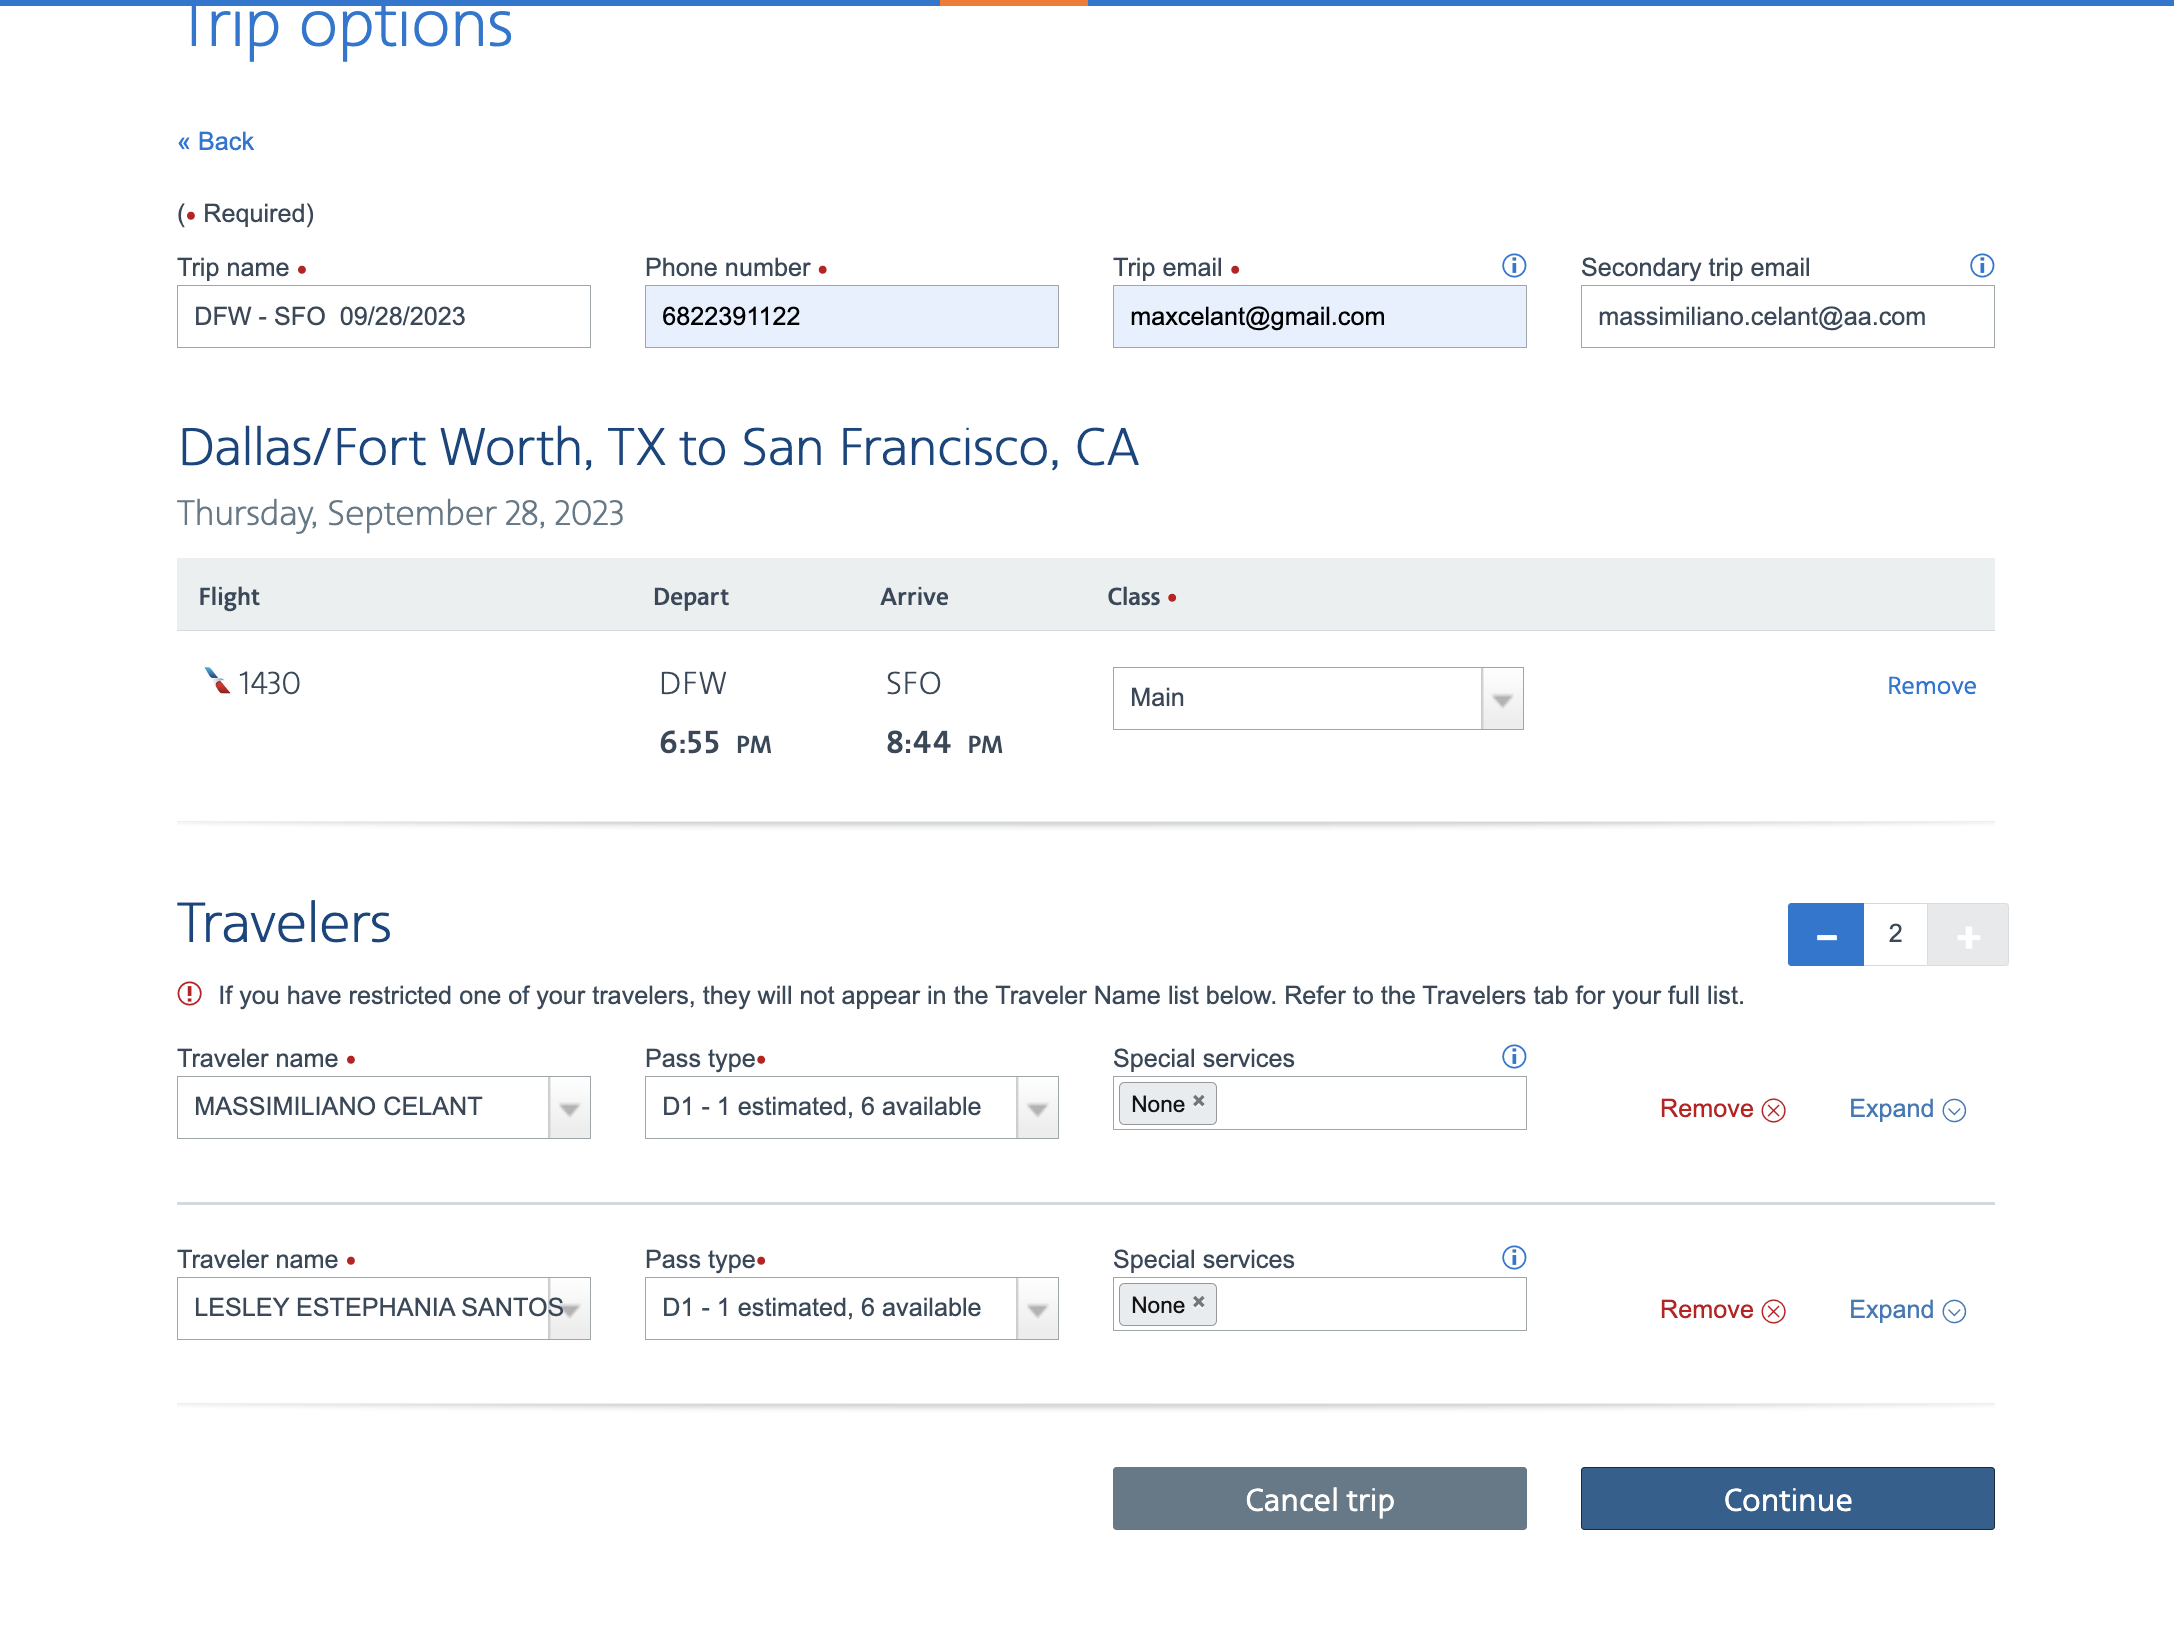 Trip options
« Back
(• Required)
Trip name •
Phone number •
Trip email •
Secondary trip email
DFW - SFO  09/28/2023
6822391122
maxcelant@gmail.com
massimiliano.celant@aa.com
Dallas/Fort Worth, TX to San Francisco, CA
Thursday, September 28, 2023
Flight Depart Arrive Class •
1430 DFW SFO Main Remove
6:55 PM 8:44 PM
Travelers
– 2 +
If you have restricted one of your travelers, they will not appear in the Traveler Name list below. Refer to the Travelers tab for your full list.
Traveler name • Pass type• Special services
MASSIMILIANO CELANT D1 - 1 estimated, 6 available None × Remove Expand
Traveler name • Pass type• Special services
LESLEY ESTEPHANIA SANTOS D1 - 1 estimated, 6 available None × Remove Expand
Cancel trip Continue